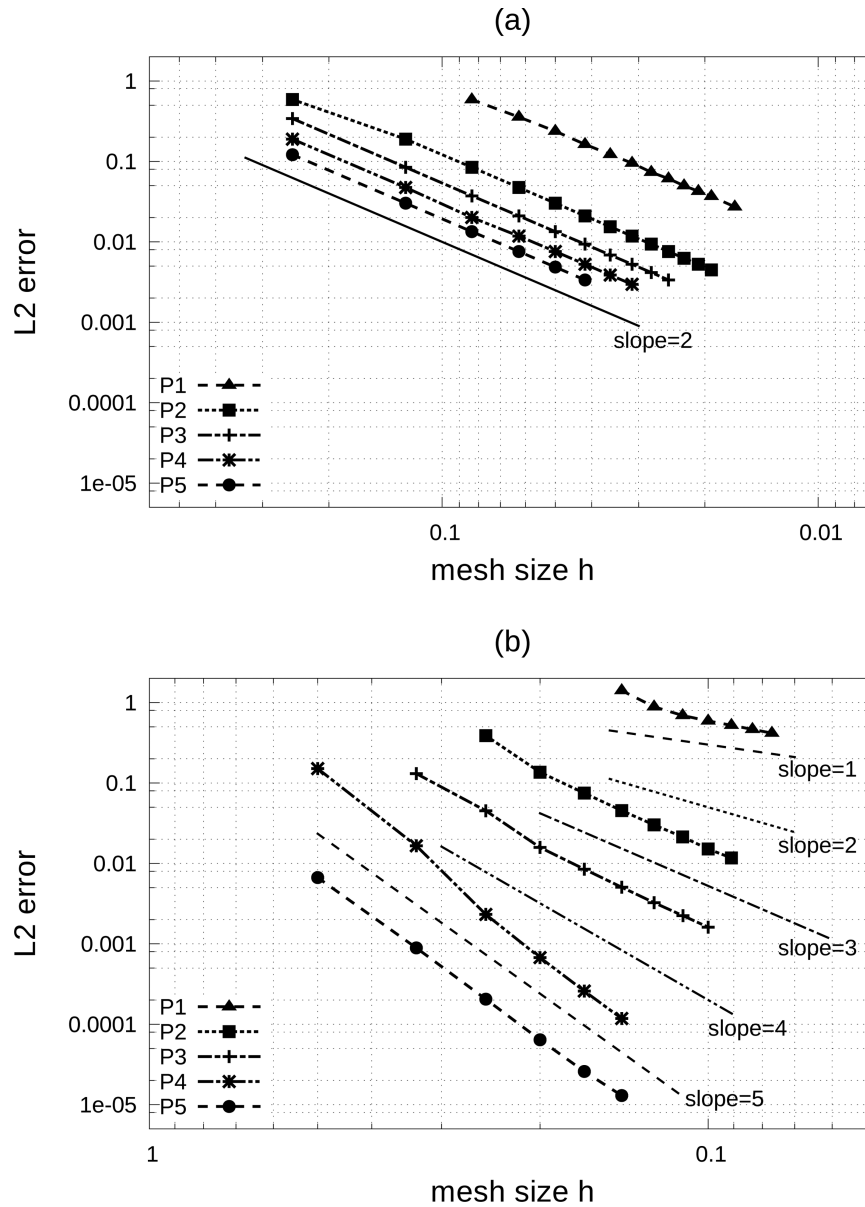 (a)
1
0.1
0.01
0.001
0.0001
1e-05
L2 error
slope=2
P1
P2
P3
P4
P5
0.1
0.01
mesh size h
(b)
1
0.1
0.01
0.001
0.0001
1e-05
L2 error
slope=1
slope=2
slope=3
slope=4
slope=5
P1
P2
P3
P4
P5
1
0.1
mesh size h